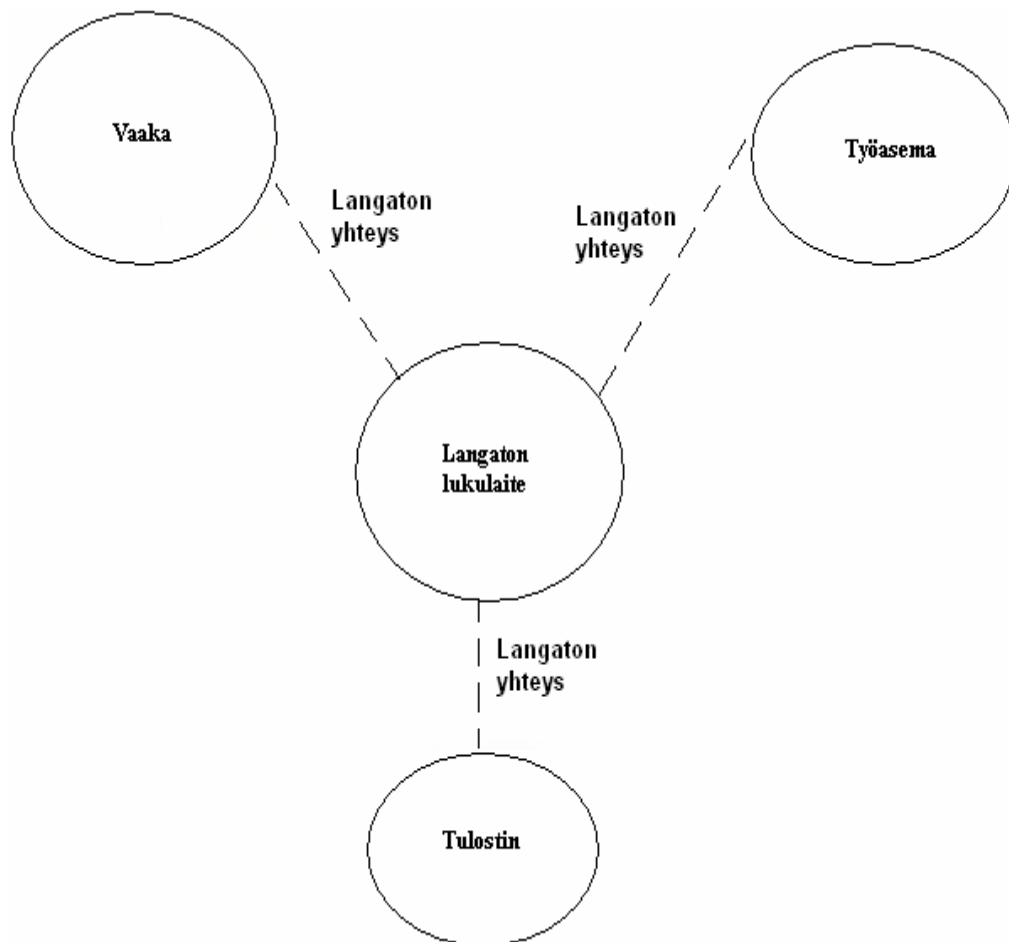 Vaaka
Työasema
Langaton
yhteys
Langaton
yhteys
Langaton
lukulaite
Langaton
yhteys
Tulostin